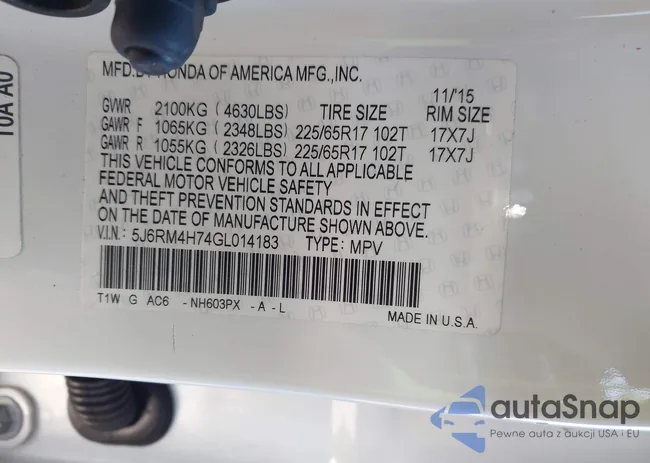 MFD. BY HONDA OF AMERICA MFG.,INC.
11/15
GVWR 2100KG ( 4630LBS) TIRE SIZE RIM SIZE
GAWR F 1065KG ( 2348LBS) 225/65R17 102T 17X7J
GAWR R 1055KG ( 2326LBS) 225/65R17 102T 17X7J
THIS VEHICLE CONFORMS TO ALL APPLICABLE
FEDERAL MOTOR VEHICLE SAFETY
AND THEFT PREVENTION STANDARDS IN EFFECT
ON THE DATE OF MANUFACTURE SHOWN ABOVE.
V.I.N.: 5J6RM4H74GL014183 TYPE: MPV
T1W G AC6 -NH603PX -A -L
MADE IN U.S.A.
10A A0
autaSnap
Pewne auta z aukcji USA i EU